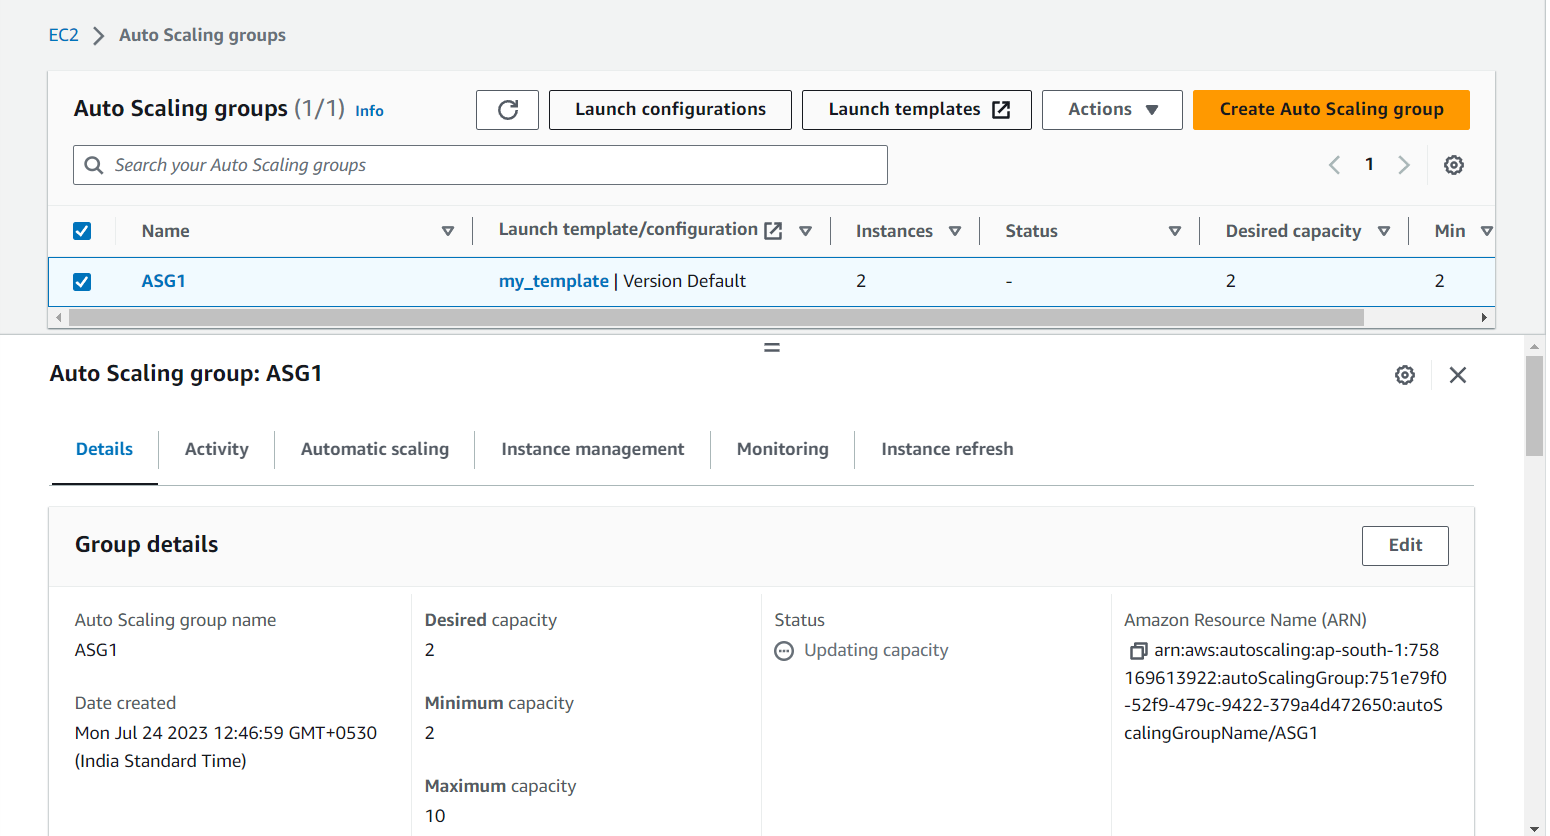 EC2 > Auto Scaling groups
Auto Scaling groups (1/1) Info
Launch configurations
Launch templates
Actions
Create Auto Scaling group
Search your Auto Scaling groups
1
Name Launch template/configuration Instances Status Desired capacity Min
ASG1 my_template | Version Default 2 - 2 2
Auto Scaling group: ASG1
Details Activity Automatic scaling Instance management Monitoring Instance refresh
Group details
Edit
Auto Scaling group name
ASG1
Date created
Mon Jul 24 2023 12:46:59 GMT+0530
(India Standard Time)
Desired capacity
2
Minimum capacity
2
Maximum capacity
10
Status
Updating capacity
Amazon Resource Name (ARN)
arn:aws:autoscaling:ap-south-1:758
169613922:autoScalingGroup:751e79f0
-52f9-479c-9422-379a4d472650:autoS
calingGroupName/ASG1